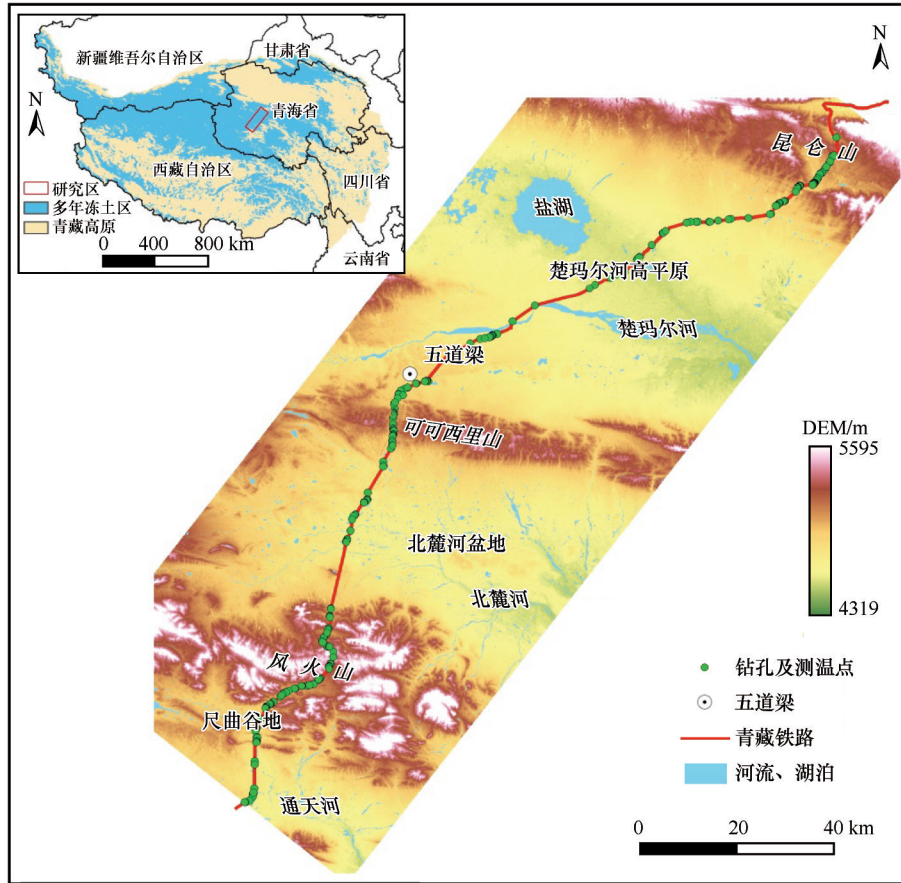 新疆维吾尔自治区
甘肃省
N
青海省
西藏自治区
四川省
研究区
多年冻土区
青藏高原
0 400 800 km
云南省
N
昆仑山
盐湖
楚玛尔河高平原
楚玛尔河
五道梁
可可西里山
DEM/m
5595
4319
北麓河盆地
北麓河
风火山
尺曲谷地
通天河
钻孔及测温点
五道梁
青藏铁路
河流、湖泊
0 20 40 km